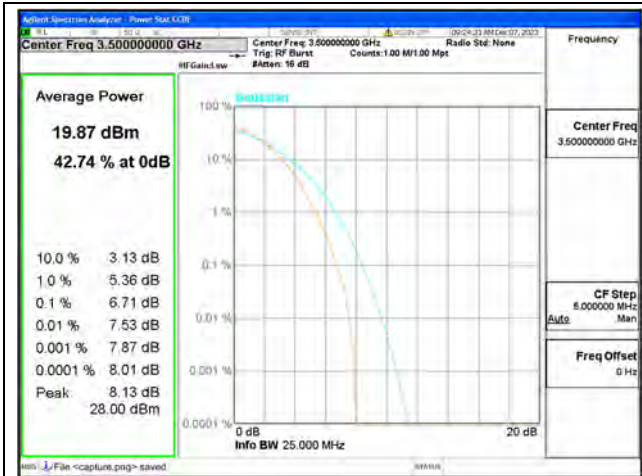 Agilent Spectrum Analyzer - Power Stat CCDF
Center Freq 3.500000000 GHz
Center Freq: 3.500000000 GHz
Radio Std: None
Trig: RF Burst
Counts:1.00 M/1.00 Mpt
#IFGain:Low
#Atten: 16 dB
09:24:33 AM Dec 07, 2023
Frequency
Average Power
19.87 dBm
42.74 % at 0dB
10.0 % 3.13 dB
1.0 % 5.36 dB
0.1 % 6.71 dB
0.01 % 7.53 dB
0.001 % 7.87 dB
0.0001 % 8.01 dB
Peak 8.13 dB
28.00 dBm
Gaussian
100 %
10 %
1 %
0.1 %
0.01 %
0.001 %
0.0001 %
0 dB
20 dB
Info BW 25.000 MHz
Center Freq
3.500000000 GHz
CF Step
5.000000 MHz
Auto Man
Freq Offset
0 Hz
MSG File <capture.png> saved
STATUS